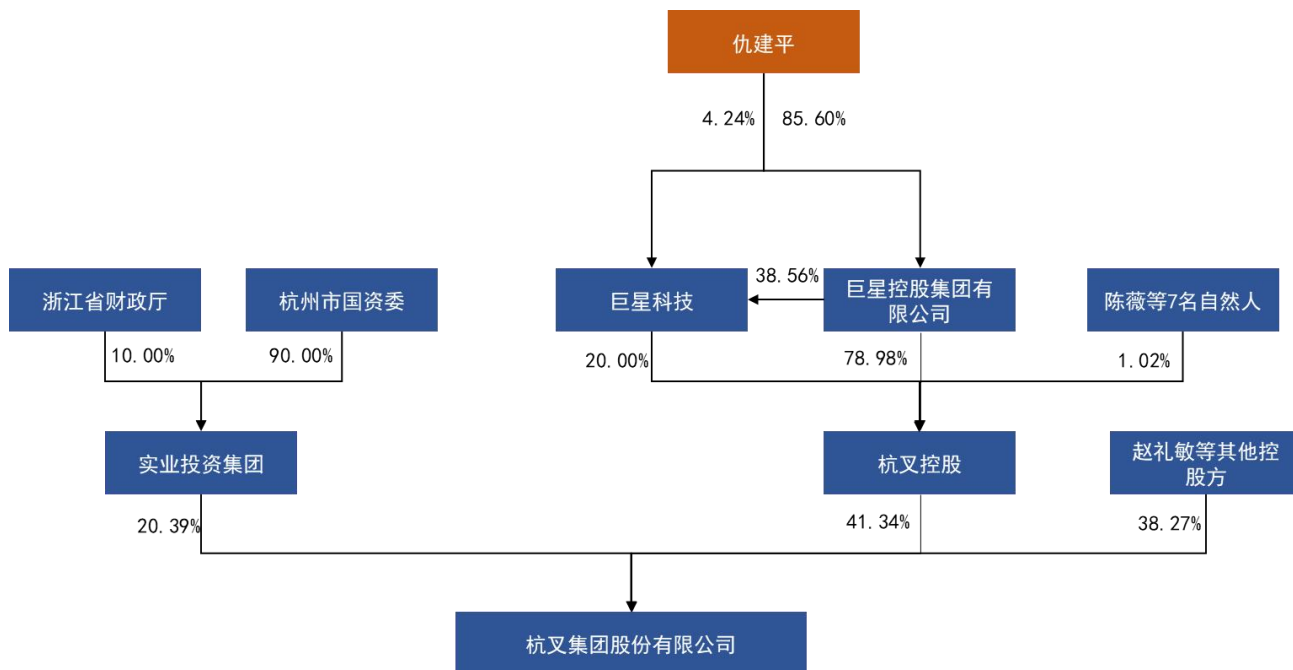 仇建平
4.24%
85.60%
浙江省财政厅
杭州市国资委
巨星科技
38.56%
巨星控股集团有
限公司
陈薇等7名自然人
10.00%
90.00%
20.00%
78.98%
1.02%
实业投资集团
杭叉控股
赵礼敏等其他控
股方
20.39%
41.34%
38.27%
杭叉集团股份有限公司